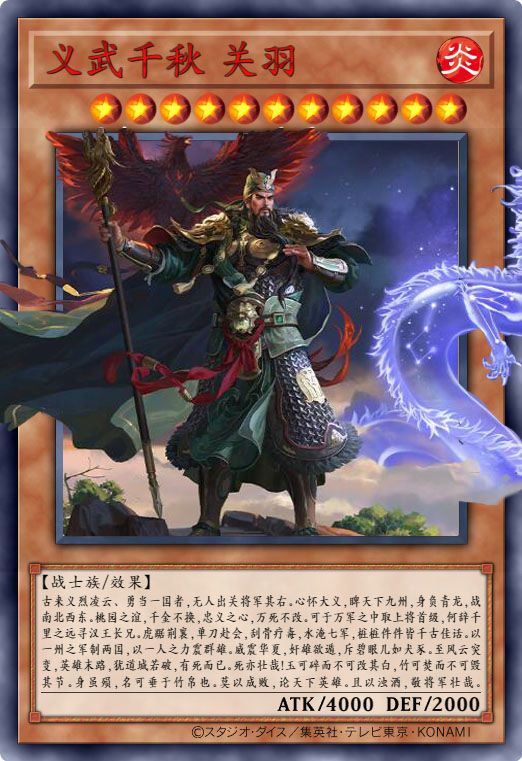 义武千秋 关羽
炎
【战士族/效果】
古来义烈凌云、勇当一国者,无人出关将军其右。心怀大义,睥天下九州,身负青龙,战
南北西东。桃园之谊,千金不换,忠义之心,万死不改。可于万军之中取上将首级,何辞千
里之远寻汉王长兄。虎踞荆襄,单刀赴会,刮骨疗毒,水淹七军,桩桩件件皆千古佳话。以
一州之军制两国,以一人之力震群雄。威震华夏,奸雄欲遁,斥碧眼儿如犬豕。至风云突
变,英雄末路,犹道城若破,有死而已。死亦壮哉!玉可碎而不可改其白,竹可焚而不可毁
其节。身虽殒,名可垂于竹帛也。莫以成败,论天下英雄。且以浊酒,敬将军壮哉。
ATK/4000 DEF/2000
©スタジオ・ダイス/集英社・テレビ東京・KONAMI